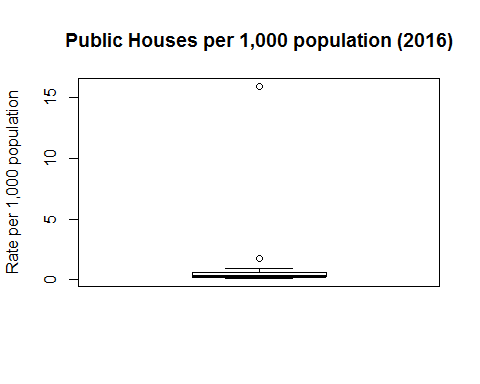 Public Houses per 1,000 population (2016)
Rate per 1,000 population
15
10
5
0